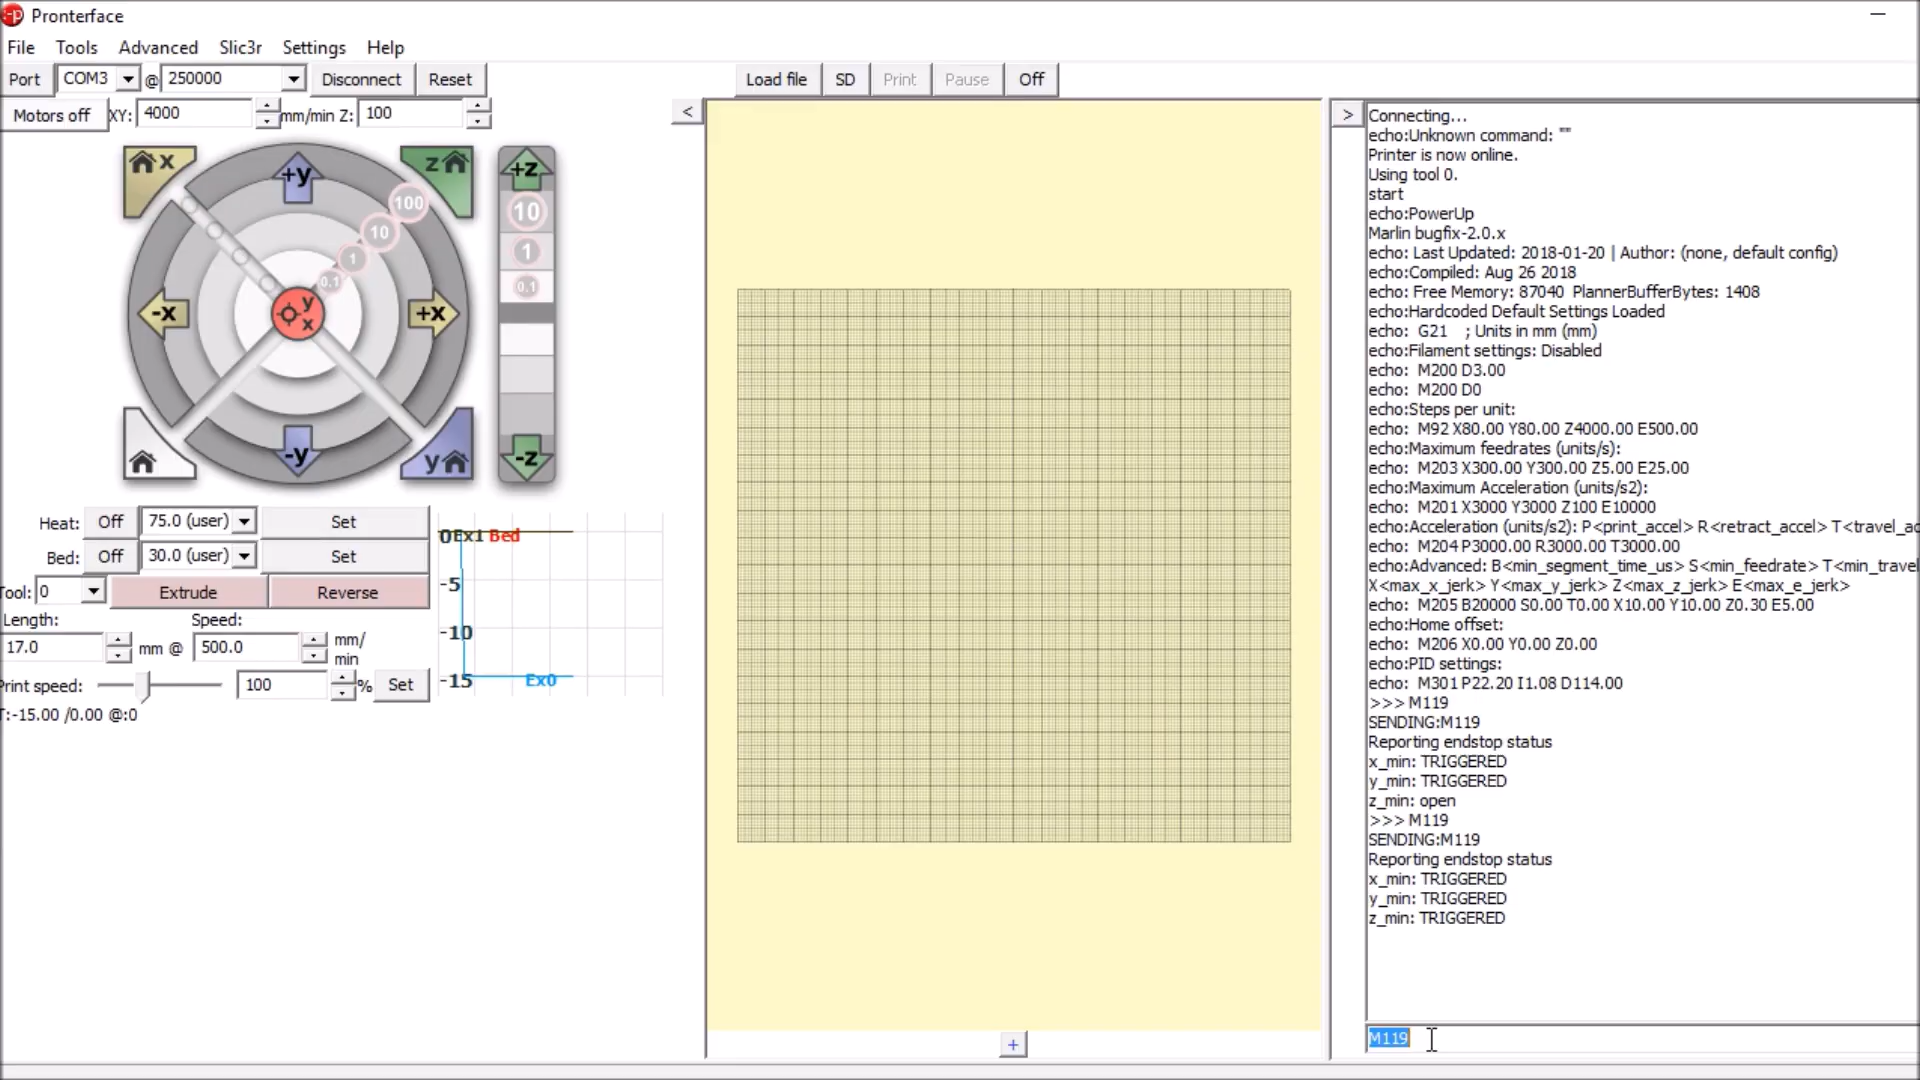 Pronterface
File Tools Advanced Slic3r Settings Help
Port COM3 @ 250000 Disconnect Reset Load file SD Print Pause Off
Motors off XY: 4000 mm/min Z: 100 < >
x z +y +z
100 10 1 0.1
10 1 0.1
-x y x +x
-y y -z
Heat: Off 75.0 (user) Set
Bed: Off 30.0 (user) Set
Tool: 0 Extrude Reverse
Length: Speed:
17.0 mm @ 500.0 mm/
min
Print speed: 100 % Set
T:-15.00 /0.00 @:0
0 Ex1 Bed
-5
-10
-15 Ex0
+
Connecting...
echo:Unknown command: ""
Printer is now online.
Using tool 0.
start
echo:PowerUp
Marlin bugfix-2.0.x
echo: Last Updated: 2018-01-20 | Author: (none, default config)
echo:Compiled: Aug 26 2018
echo: Free Memory: 87040 PlannerBufferBytes: 1408
echo:Hardcoded Default Settings Loaded
echo: G21 ; Units in mm (mm)
echo:Filament settings: Disabled
echo: M200 D3.00
echo: M200 D0
echo:Steps per unit:
echo: M92 X80.00 Y80.00 Z4000.00 E500.00
echo:Maximum feedrates (units/s):
echo: M203 X300.00 Y300.00 Z5.00 E25.00
echo:Maximum Acceleration (units/s2):
echo: M201 X3000 Y3000 Z100 E10000
echo:Acceleration (units/s2): P<print_accel> R<retract_accel> T<travel_ac
echo: M204 P3000.00 R3000.00 T3000.00
echo:Advanced: B<min_segment_time_us> S<min_feedrate> T<min_travel
X<max_x_jerk> Y<max_y_jerk> Z<max_z_jerk> E<max_e_jerk>
echo: M205 B20000 S0.00 T0.00 X10.00 Y10.00 Z0.30 E5.00
echo:Home offset:
echo: M206 X0.00 Y0.00 Z0.00
echo:PID settings:
echo: M301 P22.20 I1.08 D114.00
>>> M119
SENDING:M119
Reporting endstop status
x_min: TRIGGERED
y_min: TRIGGERED
z_min: open
>>> M119
SENDING:M119
Reporting endstop status
x_min: TRIGGERED
y_min: TRIGGERED
z_min: TRIGGERED
M119